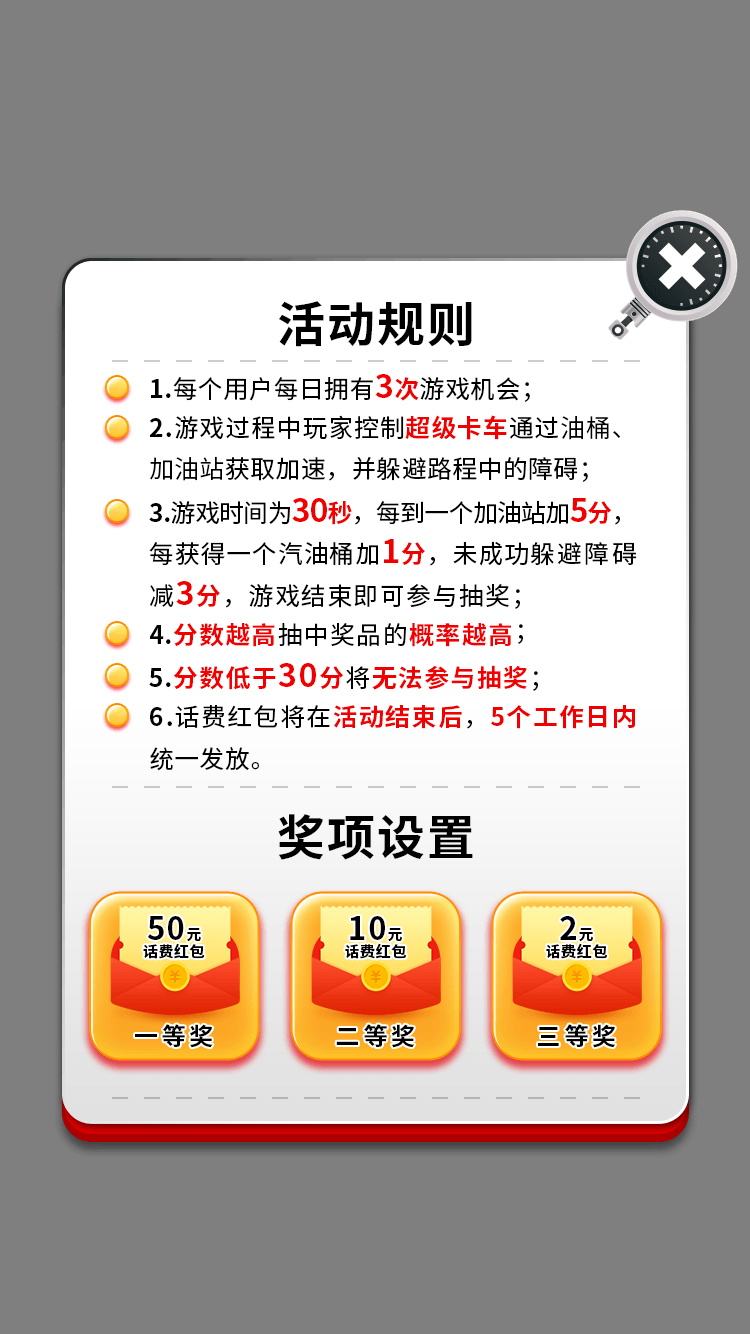 活动规则
1.每个用户每日拥有3次游戏机会；
2.游戏过程中玩家控制超级卡车通过油桶、
加油站获取加速，并躲避路程中的障碍；
3.游戏时间为30秒，每到一个加油站加5分，
每获得一个汽油桶加1分，未成功躲避障碍
减3分，游戏结束即可参与抽奖；
4.分数越高抽中奖品的概率越高；
5.分数低于30分将无法参与抽奖；
6.话费红包将在活动结束后，5个工作日内
统一发放。
奖项设置
50元
话费红包
¥
一等奖
10元
话费红包
¥
二等奖
2元
话费红包
¥
三等奖